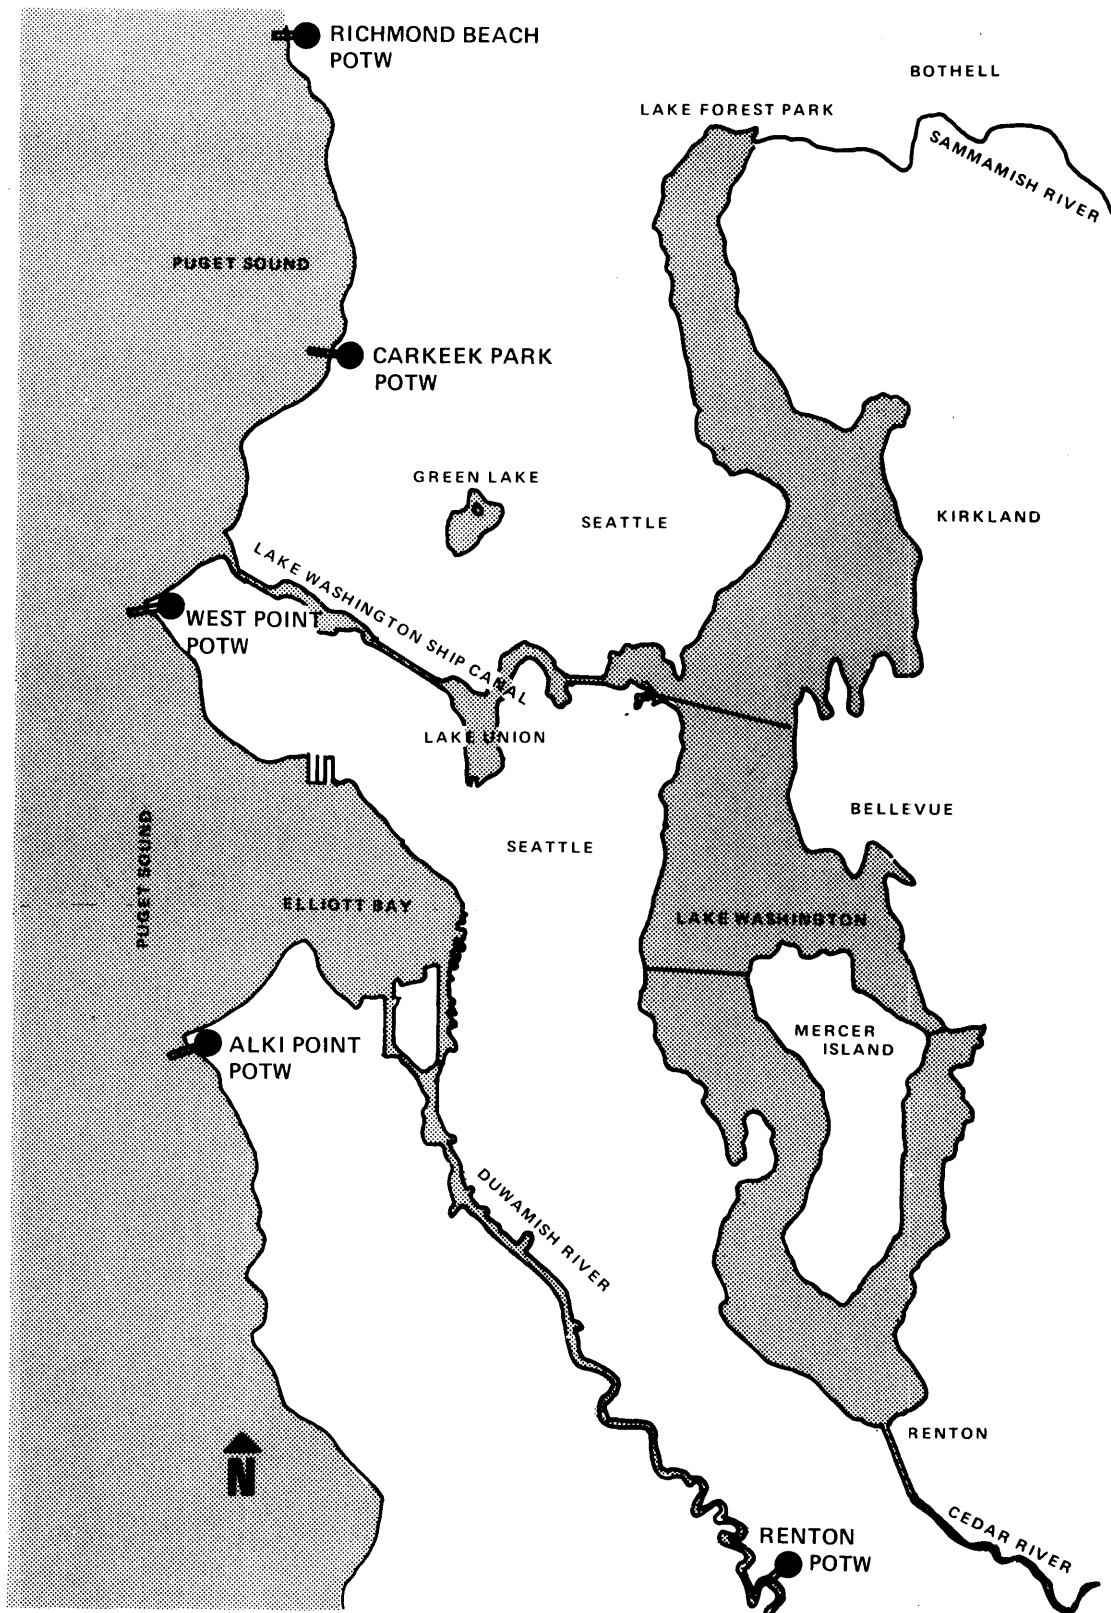 RICHMOND BEACH
POTW
BOTHELL
LAKE FOREST PARK
SAMMAMISH RIVER
PUGET SOUND
CARKEEK PARK
POTW
GREEN LAKE
SEATTLE
KIRKLAND
LAKE WASHINGTON SHIP CANAL
WEST POINT
POTW
LAKE UNION
BELLEVUE
PUGET SOUND
SEATTLE
ELLIOTT BAY
LAKE WASHINGTON
MERCER
ISLAND
ALKI POINT
POTW
DUWAMISH RIVER
RENTON
N
CEDAR RIVER
RENTON
POTW